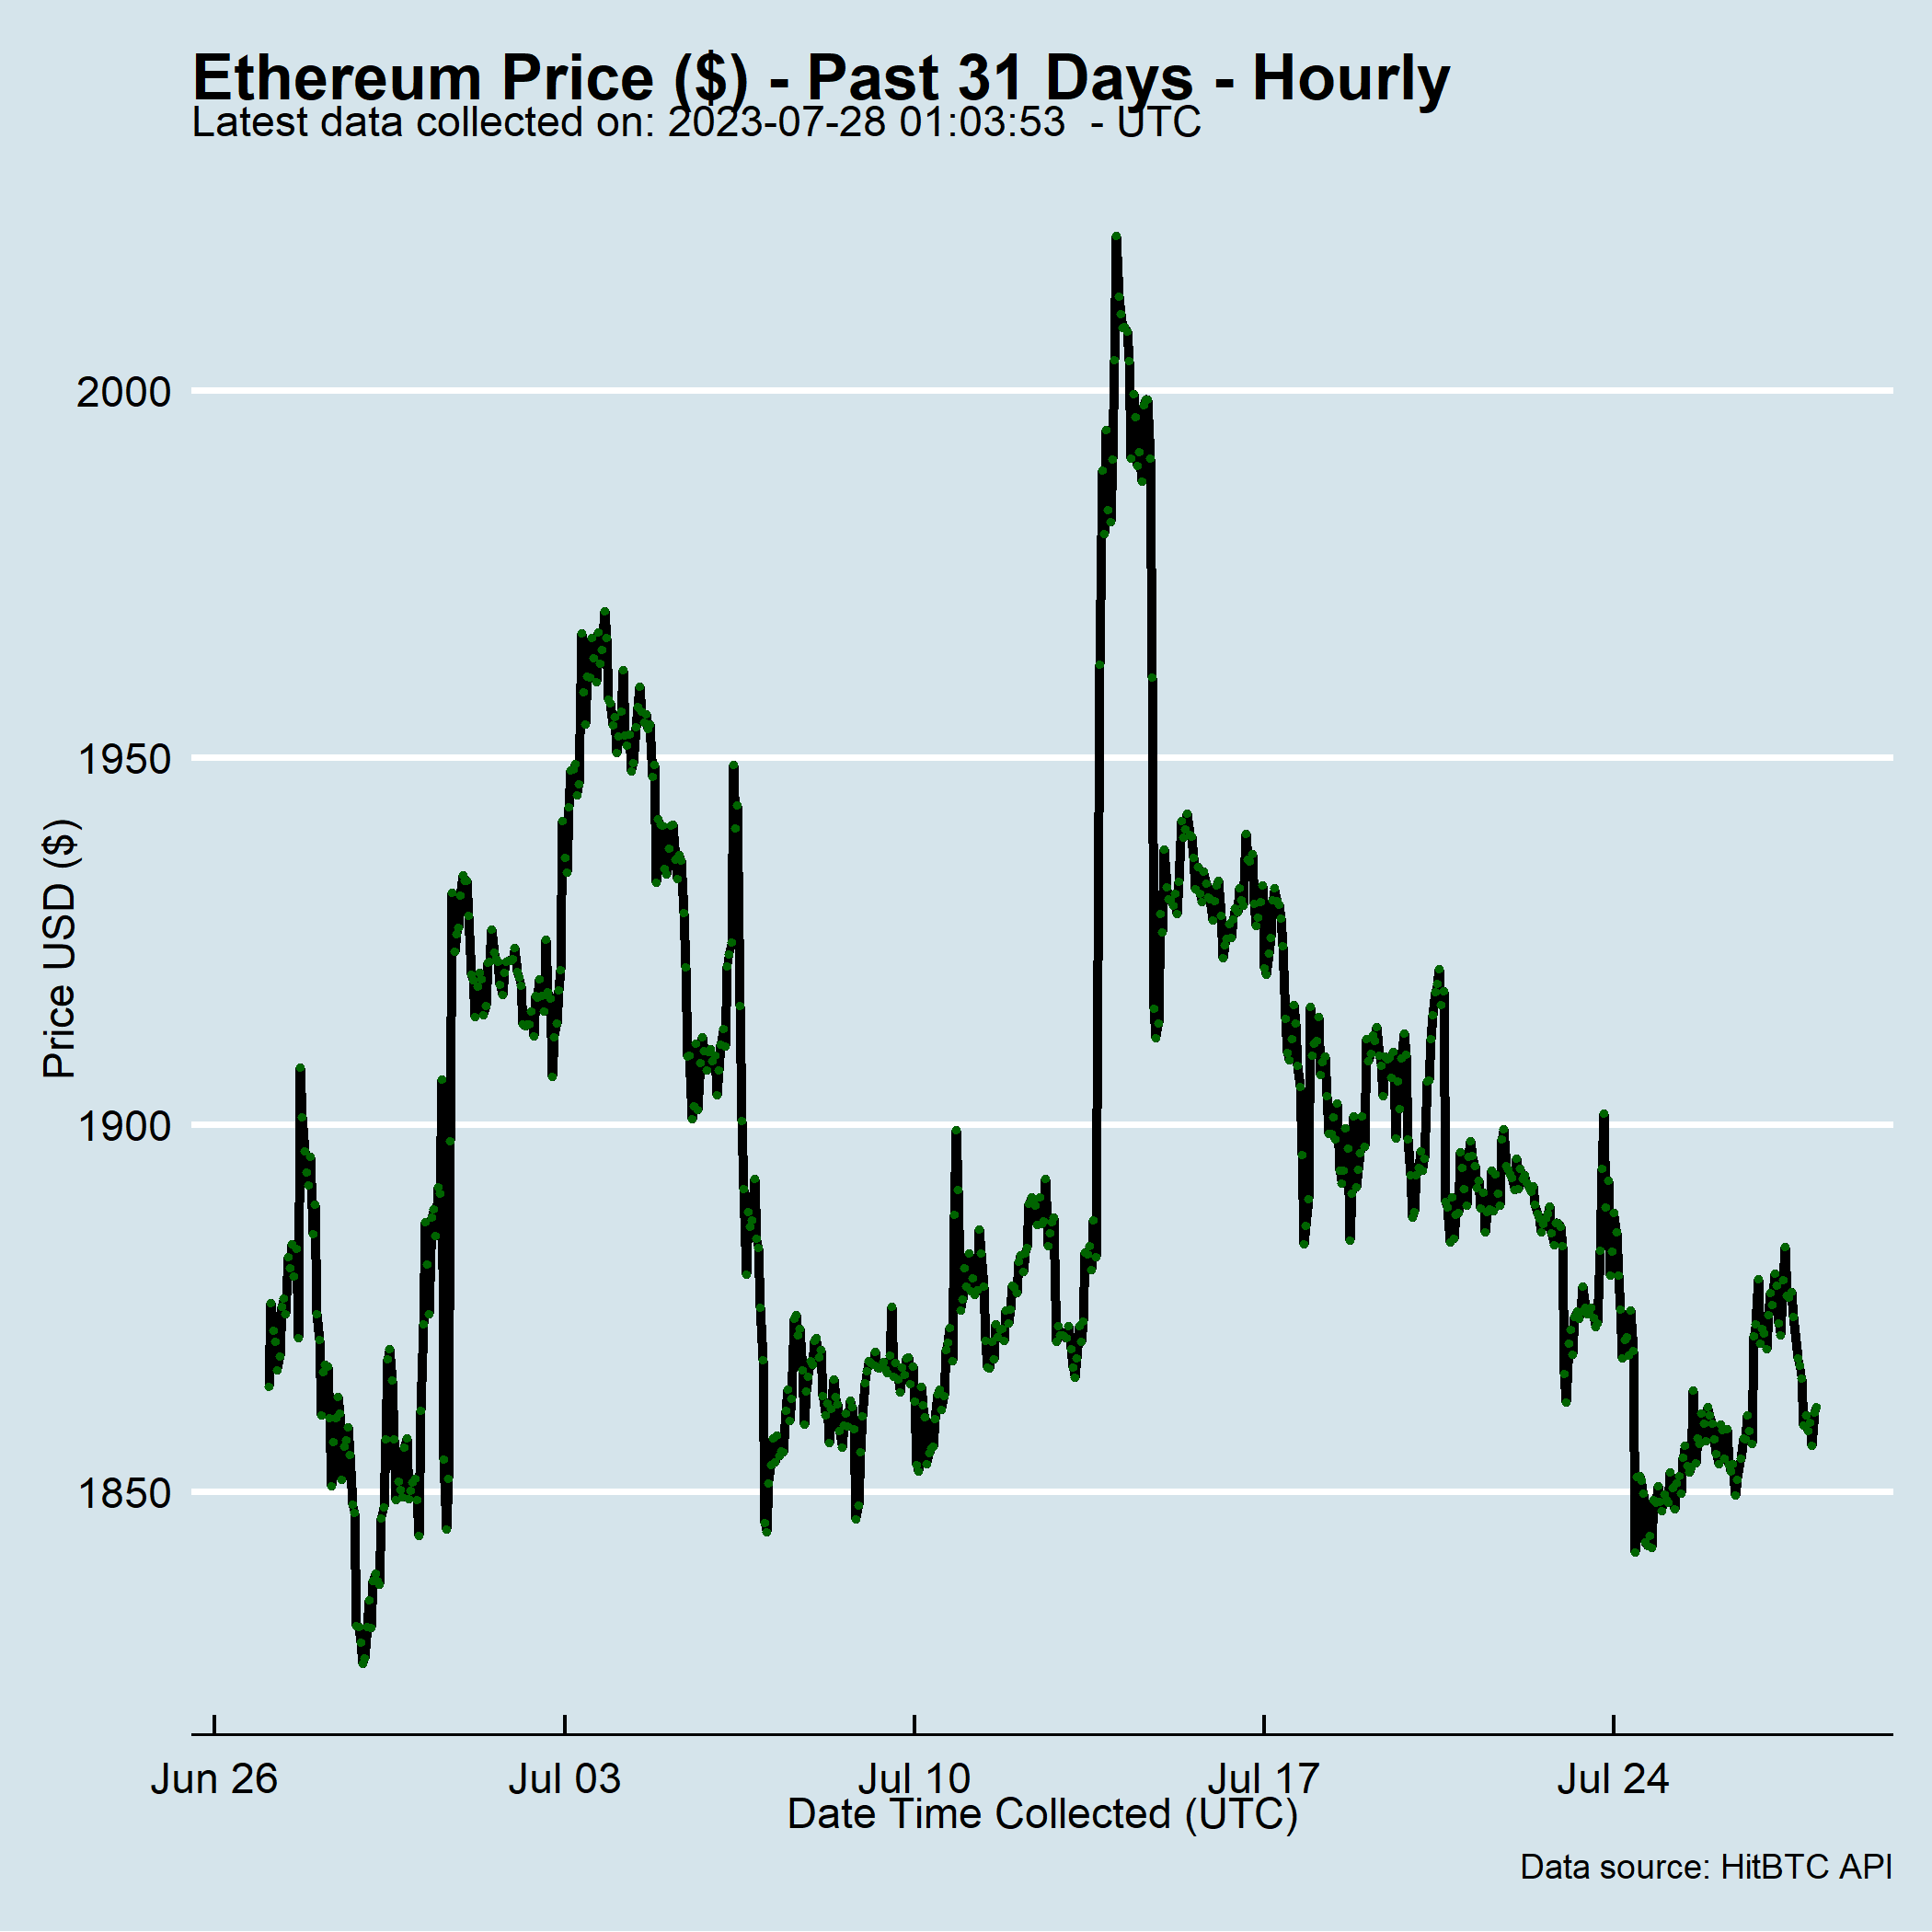 Ethereum Price ($) - Past 31 Days - Hourly
Latest data collected on: 2023-07-28 01:03:53  - UTC
Price USD ($)
2000
1950
1900
1850
Jun 26
Jul 03
Jul 10
Jul 17
Jul 24
Date Time Collected (UTC)
Data source: HitBTC API